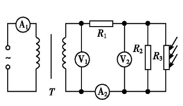 A₁
R₁
V₁
V₂
R₂
R₃
~
T
A₂